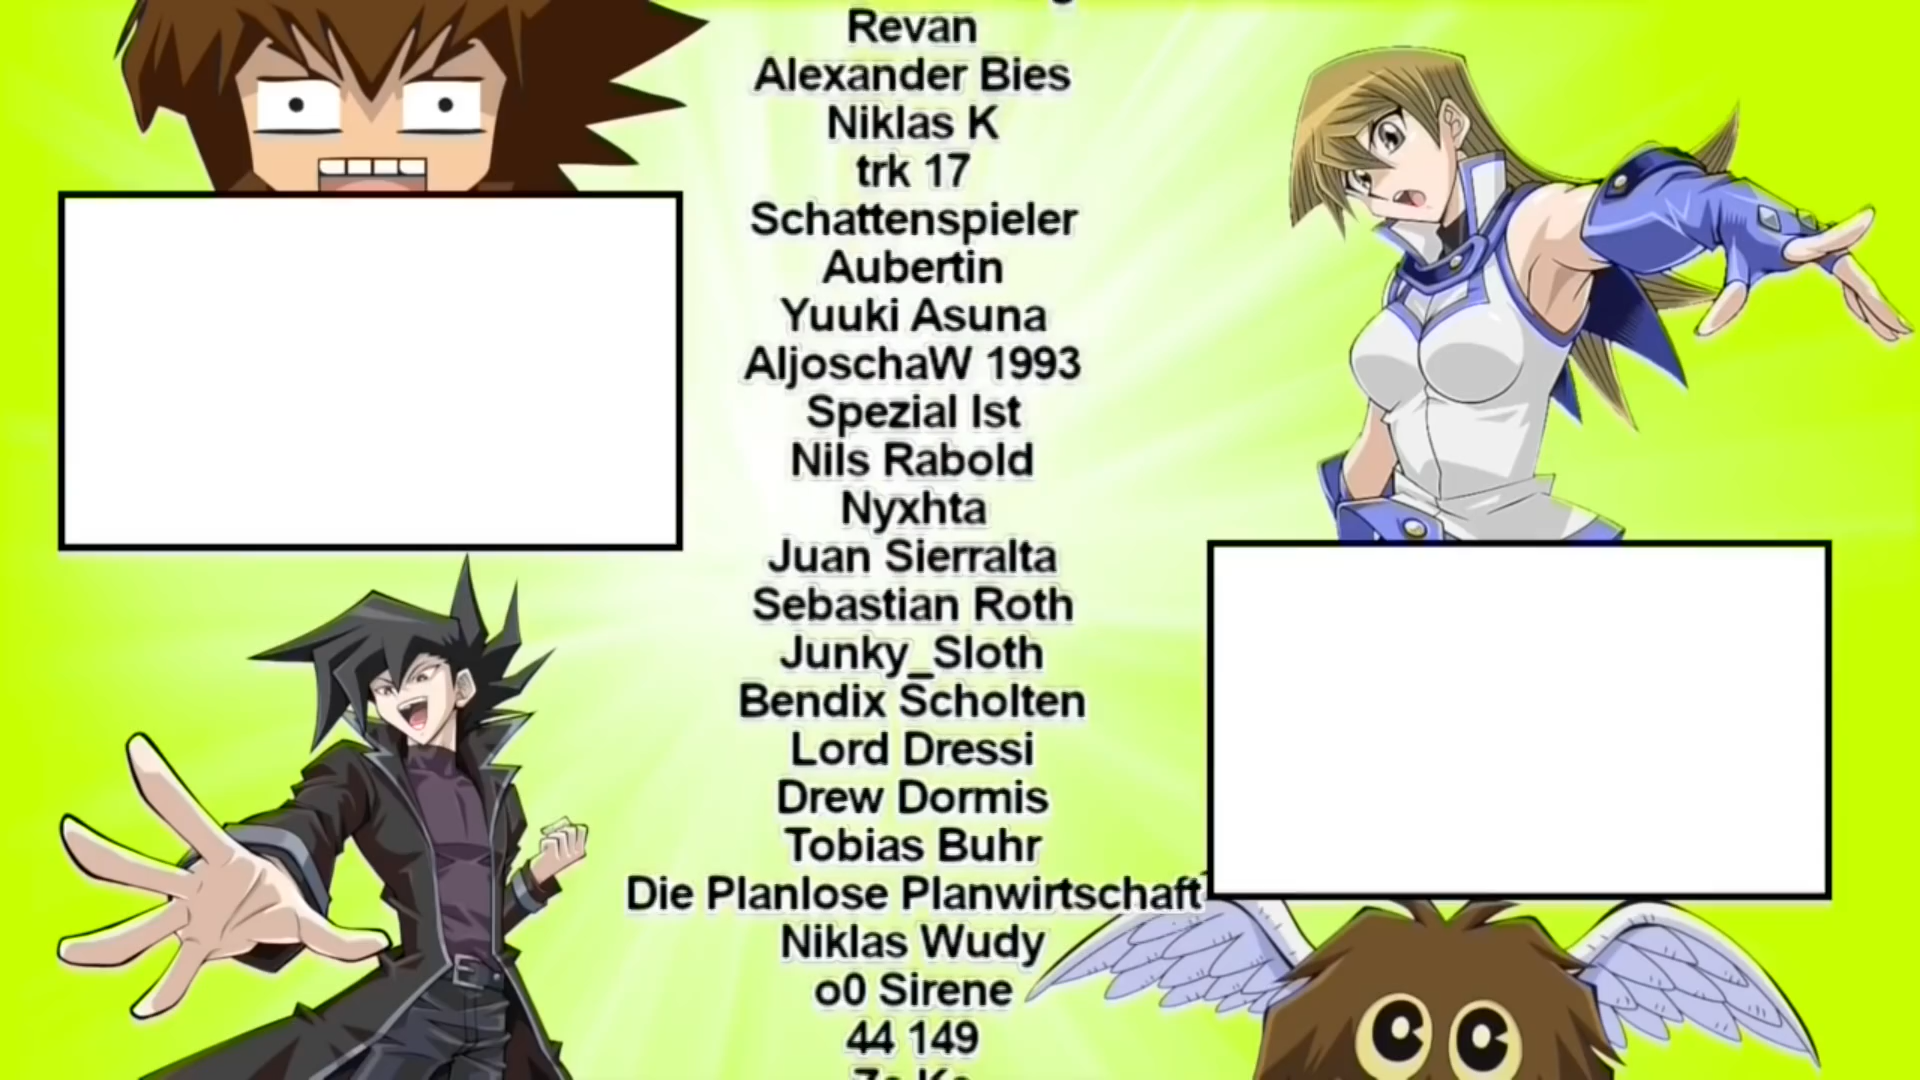 Revan
Alexander Bies
Niklas K
trk 17
Schattenspieler
Aubertin
Yuuki Asuna
AljoschaW 1993
Spezial Ist
Nils Rabold
Nyxhta
Juan Sierralta
Sebastian Roth
Junky_Sloth
Bendix Scholten
Lord Dressi
Drew Dormis
Tobias Buhr
Die Planlose Planwirtschaft
Niklas Wudy
o0 Sirene
44 149